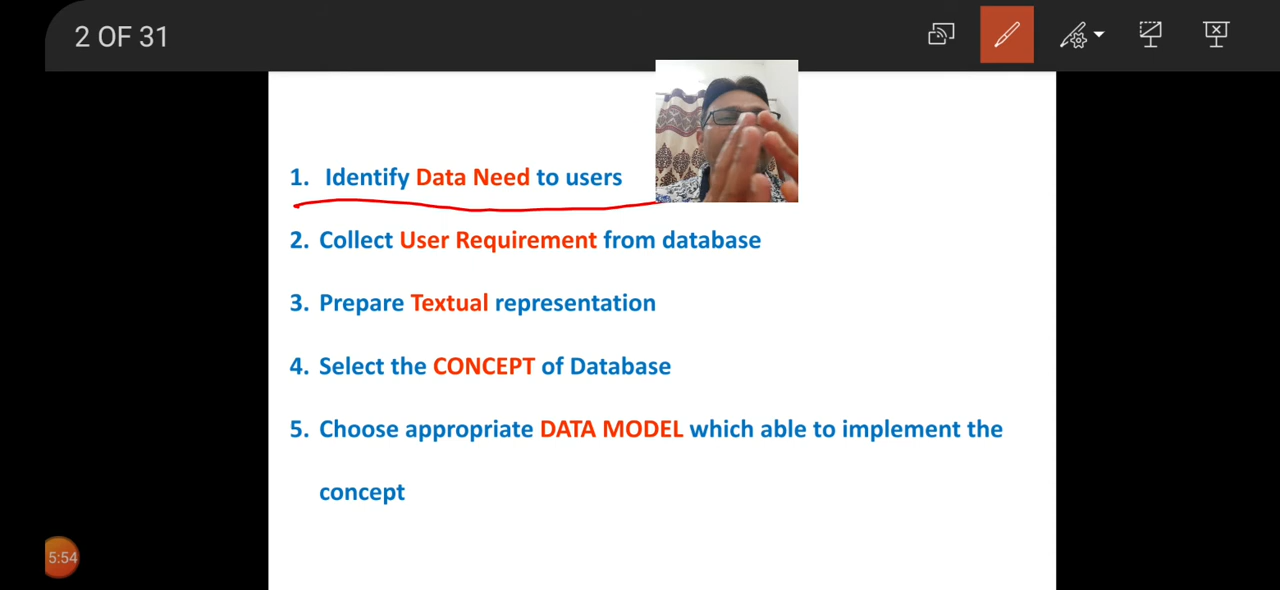 2 OF 31
1. Identify Data Need to users
2. Collect User Requirement from database
3. Prepare Textual representation
4. Select the CONCEPT of Database
5. Choose appropriate DATA MODEL which able to implement the
concept
5:54